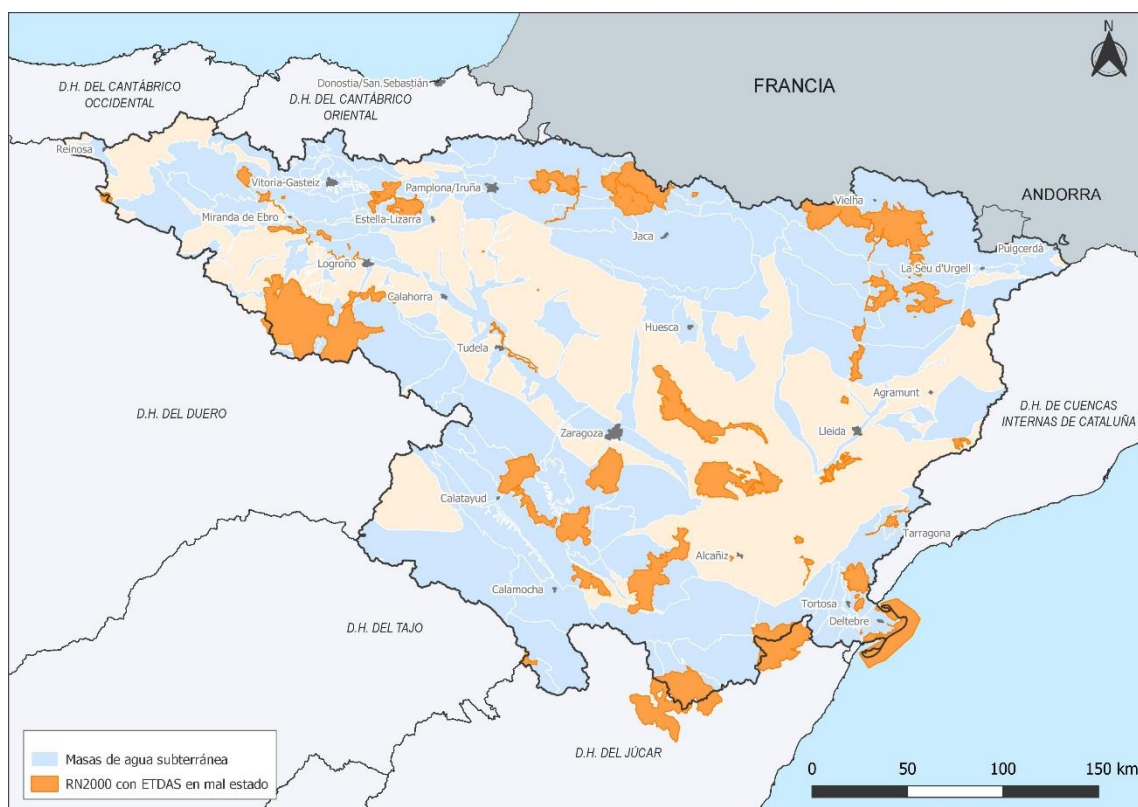 D.H. DEL CANTÁBRICO
OCCIDENTAL
Donostia/San.Sebastián
D.H. DEL CANTÁBRICO
ORIENTAL
FRANCIA
N
Reinosa
Vitoria-Gasteiz
Pamplona/Iruña
Vielha
ANDORRA
Miranda de Ebro
Estella-Lizarra
Jaca
Puigcerdà
Logroño
La Seu d'Urgell
Calahorra
Huesca
Tudela
Agramunt
D.H. DEL DUERO
D.H. DE CUENCAS
INTERNAS DE CATALUÑA
Zaragoza
Lleida
Calatayud
Tarragona
Alcañiz
Calamocha
Tortosa
Deltebre
D.H. DEL TAJO
D.H. DEL JÚCAR
Masas de agua subterránea
RN2000 con ETDAS en mal estado
0 50 100 150 km